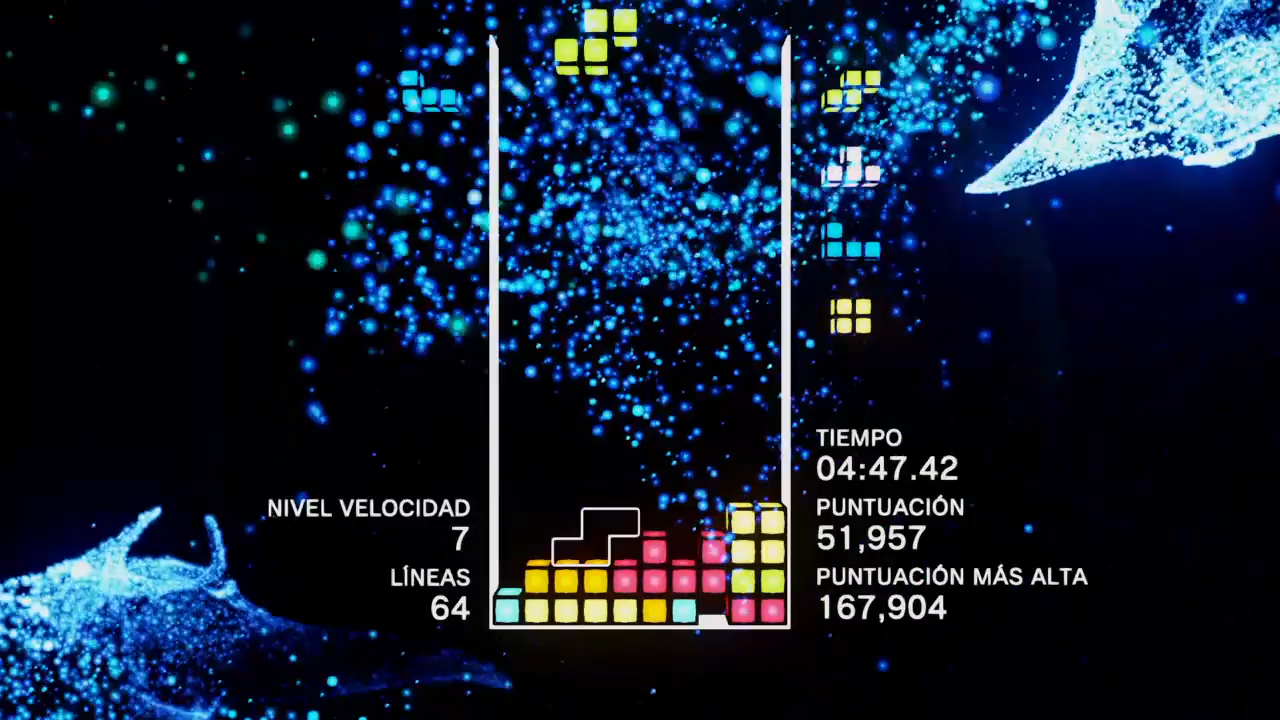 NIVEL VELOCIDAD
7
LÍNEAS
64
TIEMPO
04:47.42
PUNTUACIÓN
51,957
PUNTUACIÓN MÁS ALTA
167,904